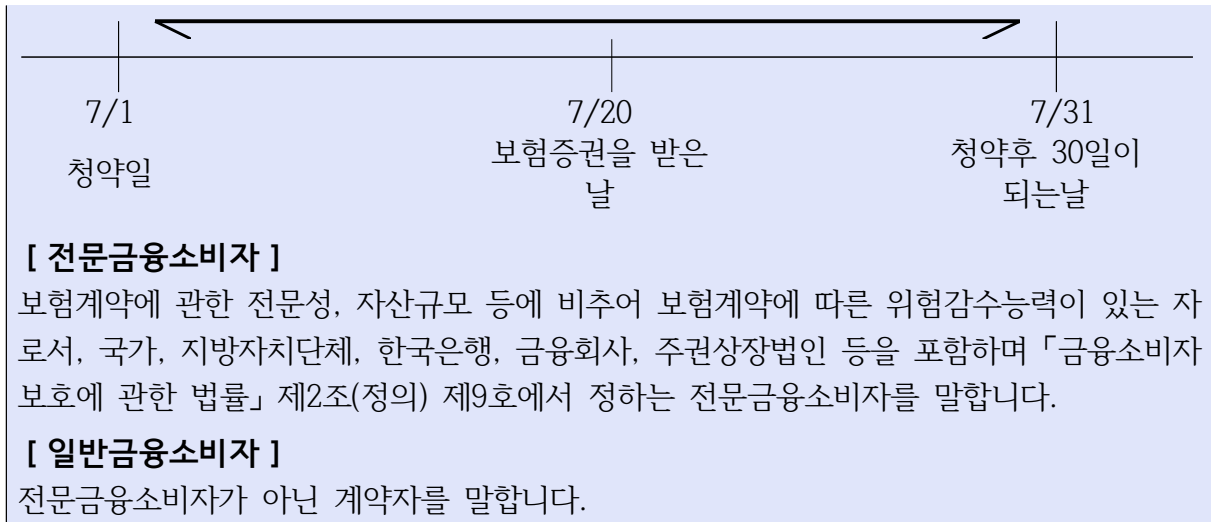 7/1
청약일
7/20
보험증권을 받은
날
7/31
청약후 30일이
되는날
[ 전문금융소비자 ]
보험계약에 관한 전문성, 자산규모 등에 비추어 보험계약에 따른 위험감수능력이 있는 자
로서, 국가, 지방자치단체, 한국은행, 금융회사, 주권상장법인 등을 포함하며 「금융소비자
보호에 관한 법률」 제2조(정의) 제9호에서 정하는 전문금융소비자를 말합니다.
[ 일반금융소비자 ]
전문금융소비자가 아닌 계약자를 말합니다.